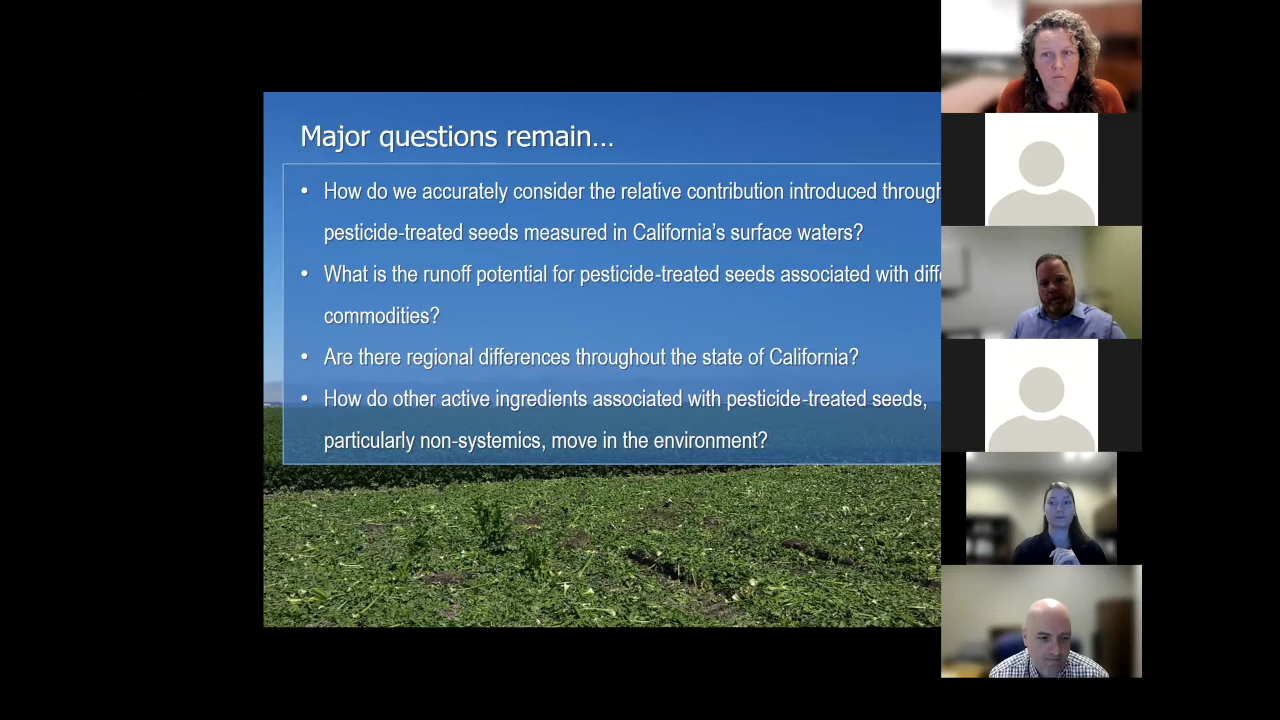 Major questions remain...
• How do we accurately consider the relative contribution introduced through
pesticide-treated seeds measured in California's surface waters?
• What is the runoff potential for pesticide-treated seeds associated with diff
commodities?
• Are there regional differences throughout the state of California?
• How do other active ingredients associated with pesticide-treated seeds,
particularly non-systemics, move in the environment?